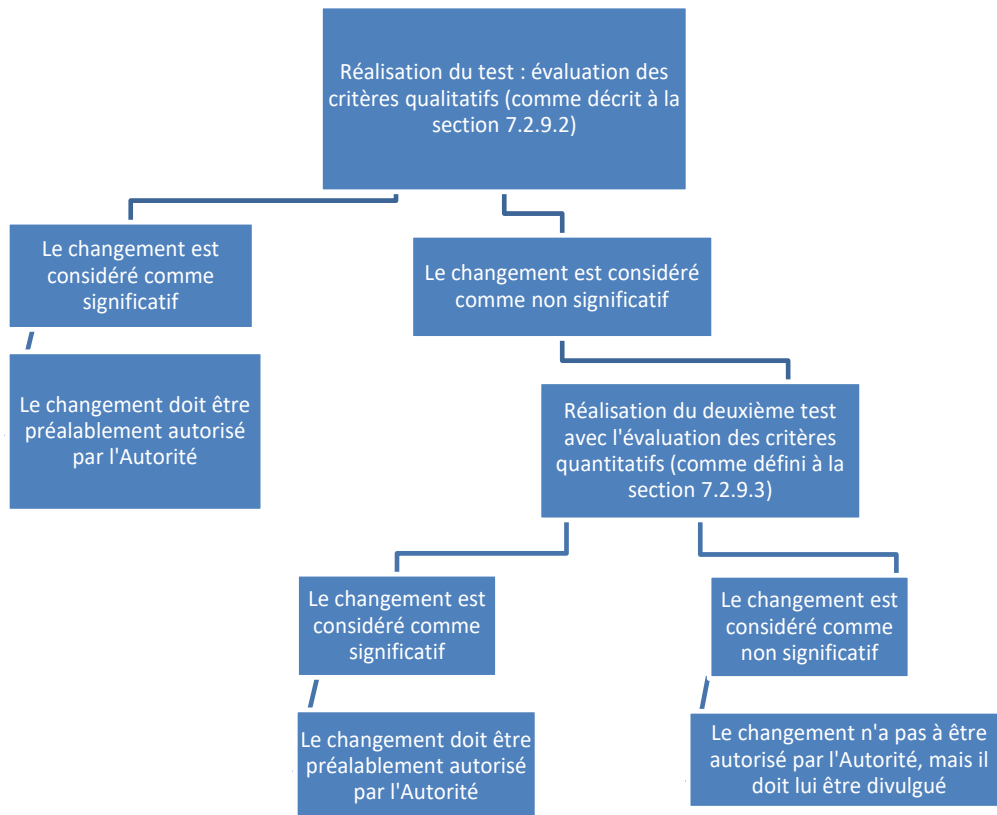 Réalisation du test : évaluation des
critères qualitatifs (comme décrit à la
section 7.2.9.2)
Le changement est
considéré comme
significatif
Le changement est considéré
comme non significatif
Le changement doit être
préalablement autorisé
par l'Autorité
Réalisation du deuxième test
avec l'évaluation des critères
quantitatifs (comme défini à la
section 7.2.9.3)
Le changement est
considéré comme
significatif
Le changement est
considéré comme
non significatif
Le changement doit être
préalablement autorisé
par l'Autorité
Le changement n'a pas à être
autorisé par l'Autorité, mais il
doit lui être divulgué